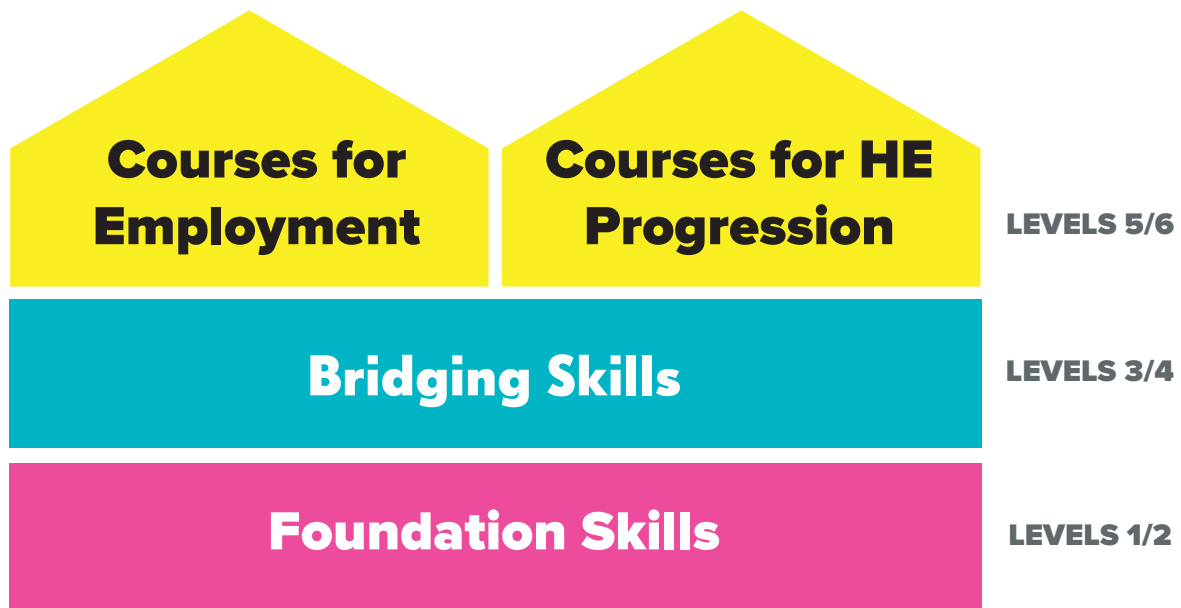 Courses for
Employment
Courses for HE
Progression
LEVELS 5/6
Bridging Skills
LEVELS 3/4
Foundation Skills
LEVELS 1/2